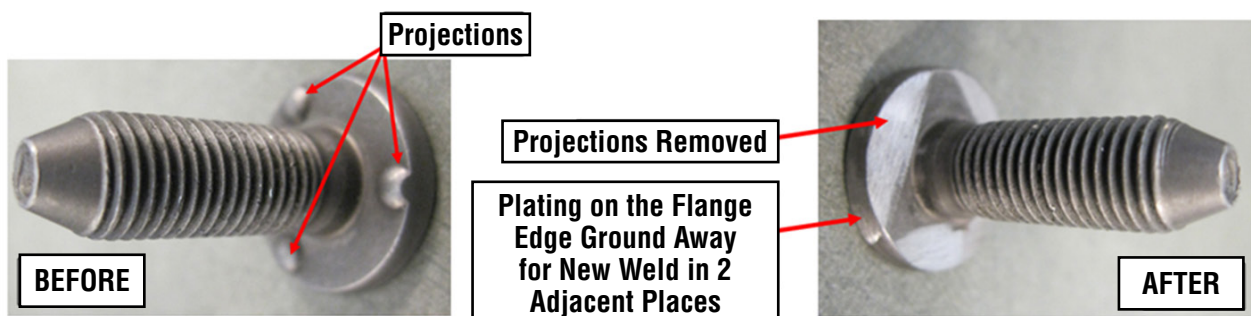 Projections
BEFORE
Projections Removed
Plating on the Flange
Edge Ground Away
for New Weld in 2
Adjacent Places
AFTER